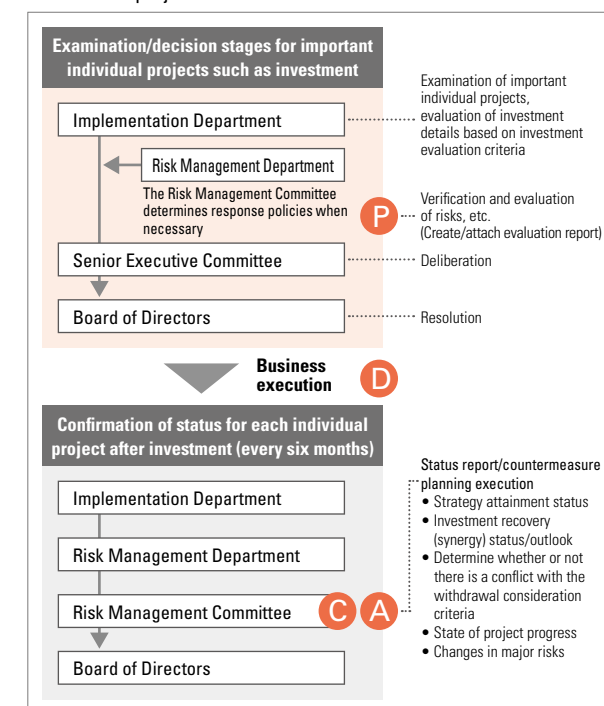 Examination/decision stages for important
individual projects such as investment
Implementation Department
Examination of important
individual projects,
evaluation of investment
details based on investment
evaluation criteria
Risk Management Department
The Risk Management Committee
determines response policies when
necessary
P
Verification and evaluation
of risks, etc.
(Create/attach evaluation report)
Senior Executive Committee
Deliberation
Board of Directors
Resolution
Business
execution
D
Confirmation of status for each individual
project after investment (every six months)
Implementation Department
Risk Management Department
Risk Management Committee
C A
Board of Directors
Status report/countermeasure
planning execution
• Strategy attainment status
• Investment recovery
(synergy) status/outlook
• Determine whether or not
there is a conflict with the
withdrawal consideration
criteria
• State of project progress
• Changes in major risks